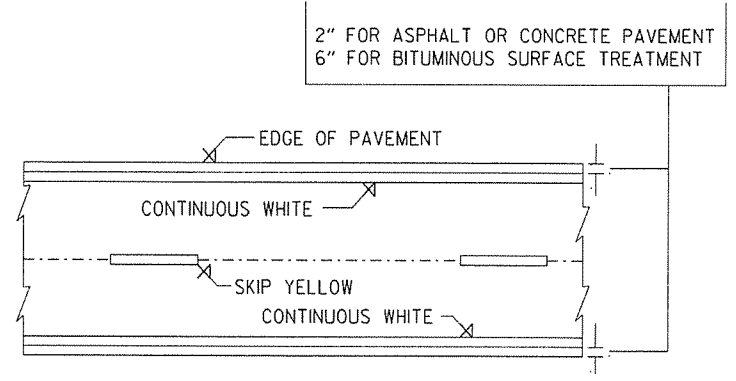 2" FOR ASPHALT OR CONCRETE PAVEMENT
6" FOR BITUMINOUS SURFACE TREATMENT
EDGE OF PAVEMENT
CONTINUOUS WHITE
SKIP YELLOW
CONTINUOUS WHITE